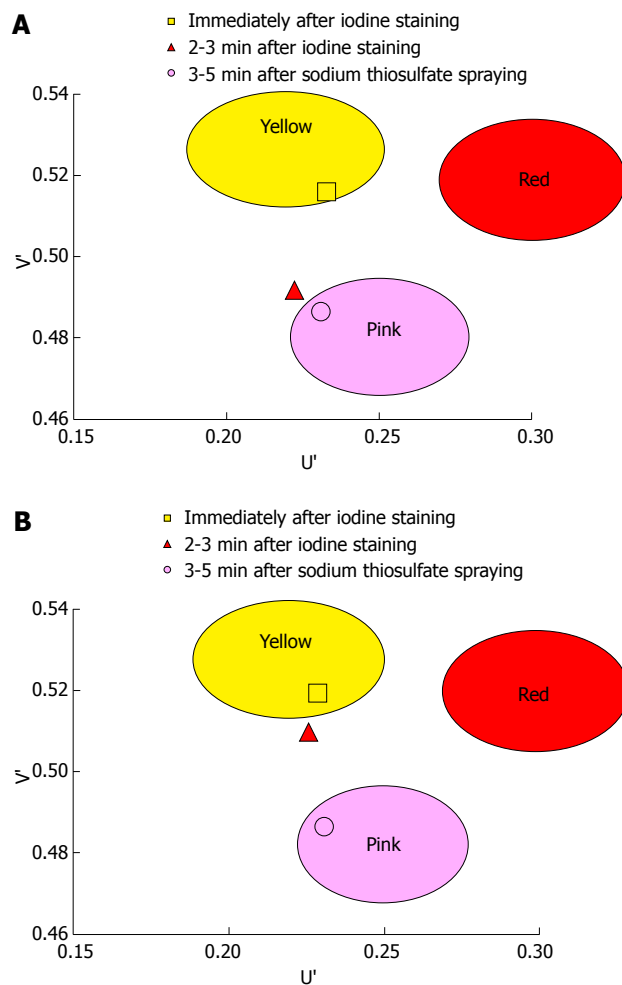 A
Immediately after iodine staining
2-3 min after iodine staining
3-5 min after sodium thiosulfate spraying
0.54
Yellow
0.52
Red
0.50
V'
0.48
Pink
0.46
0.15 0.20 0.25 0.30
U'
B
Immediately after iodine staining
2-3 min after iodine staining
3-5 min after sodium thiosulfate spraying
0.54
Yellow
0.52
Red
0.50
V'
0.48
Pink
0.46
0.15 0.20 0.25 0.30
U'